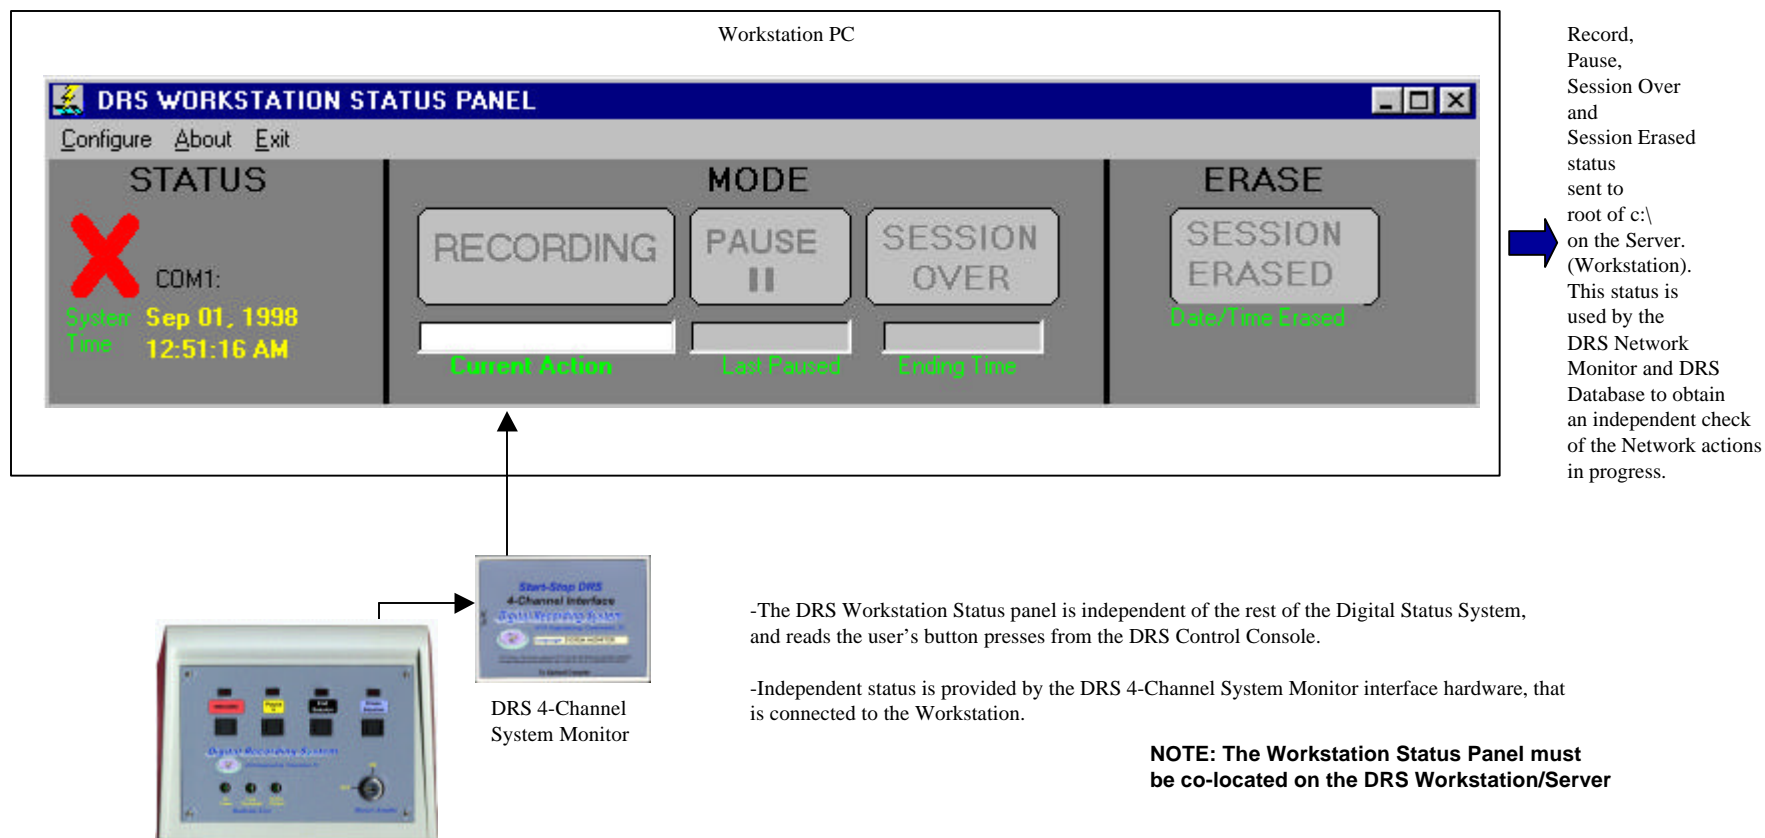 Workstation PC
DRS WORKSTATION STATUS PANEL
Configure About Exit
STATUS
COM1:
System Time
Sep 01, 1998
12:51:16 AM
MODE
RECORDING
PAUSE
SESSION OVER
Current Action
Last Paused
Ending Time
ERASE
SESSION ERASED
Date/Time Erased
Record,
Pause,
Session Over
and
Session Erased
status
sent to
root of c:\
on the Server.
(Workstation).
This status is
used by the
DRS Network
Monitor and DRS
Database to obtain
an independent check
of the Network actions
in progress.
Start-Stop DRS
4-Channel Interface
Digital Recording System
DRS 4-Channel
System Monitor
Digital Recording System
-The DRS Workstation Status panel is independent of the rest of the Digital Status System,
and reads the user's button presses from the DRS Control Console.
-Independent status is provided by the DRS 4-Channel System Monitor interface hardware, that
is connected to the Workstation.
NOTE: The Workstation Status Panel must
be co-located on the DRS Workstation/Server